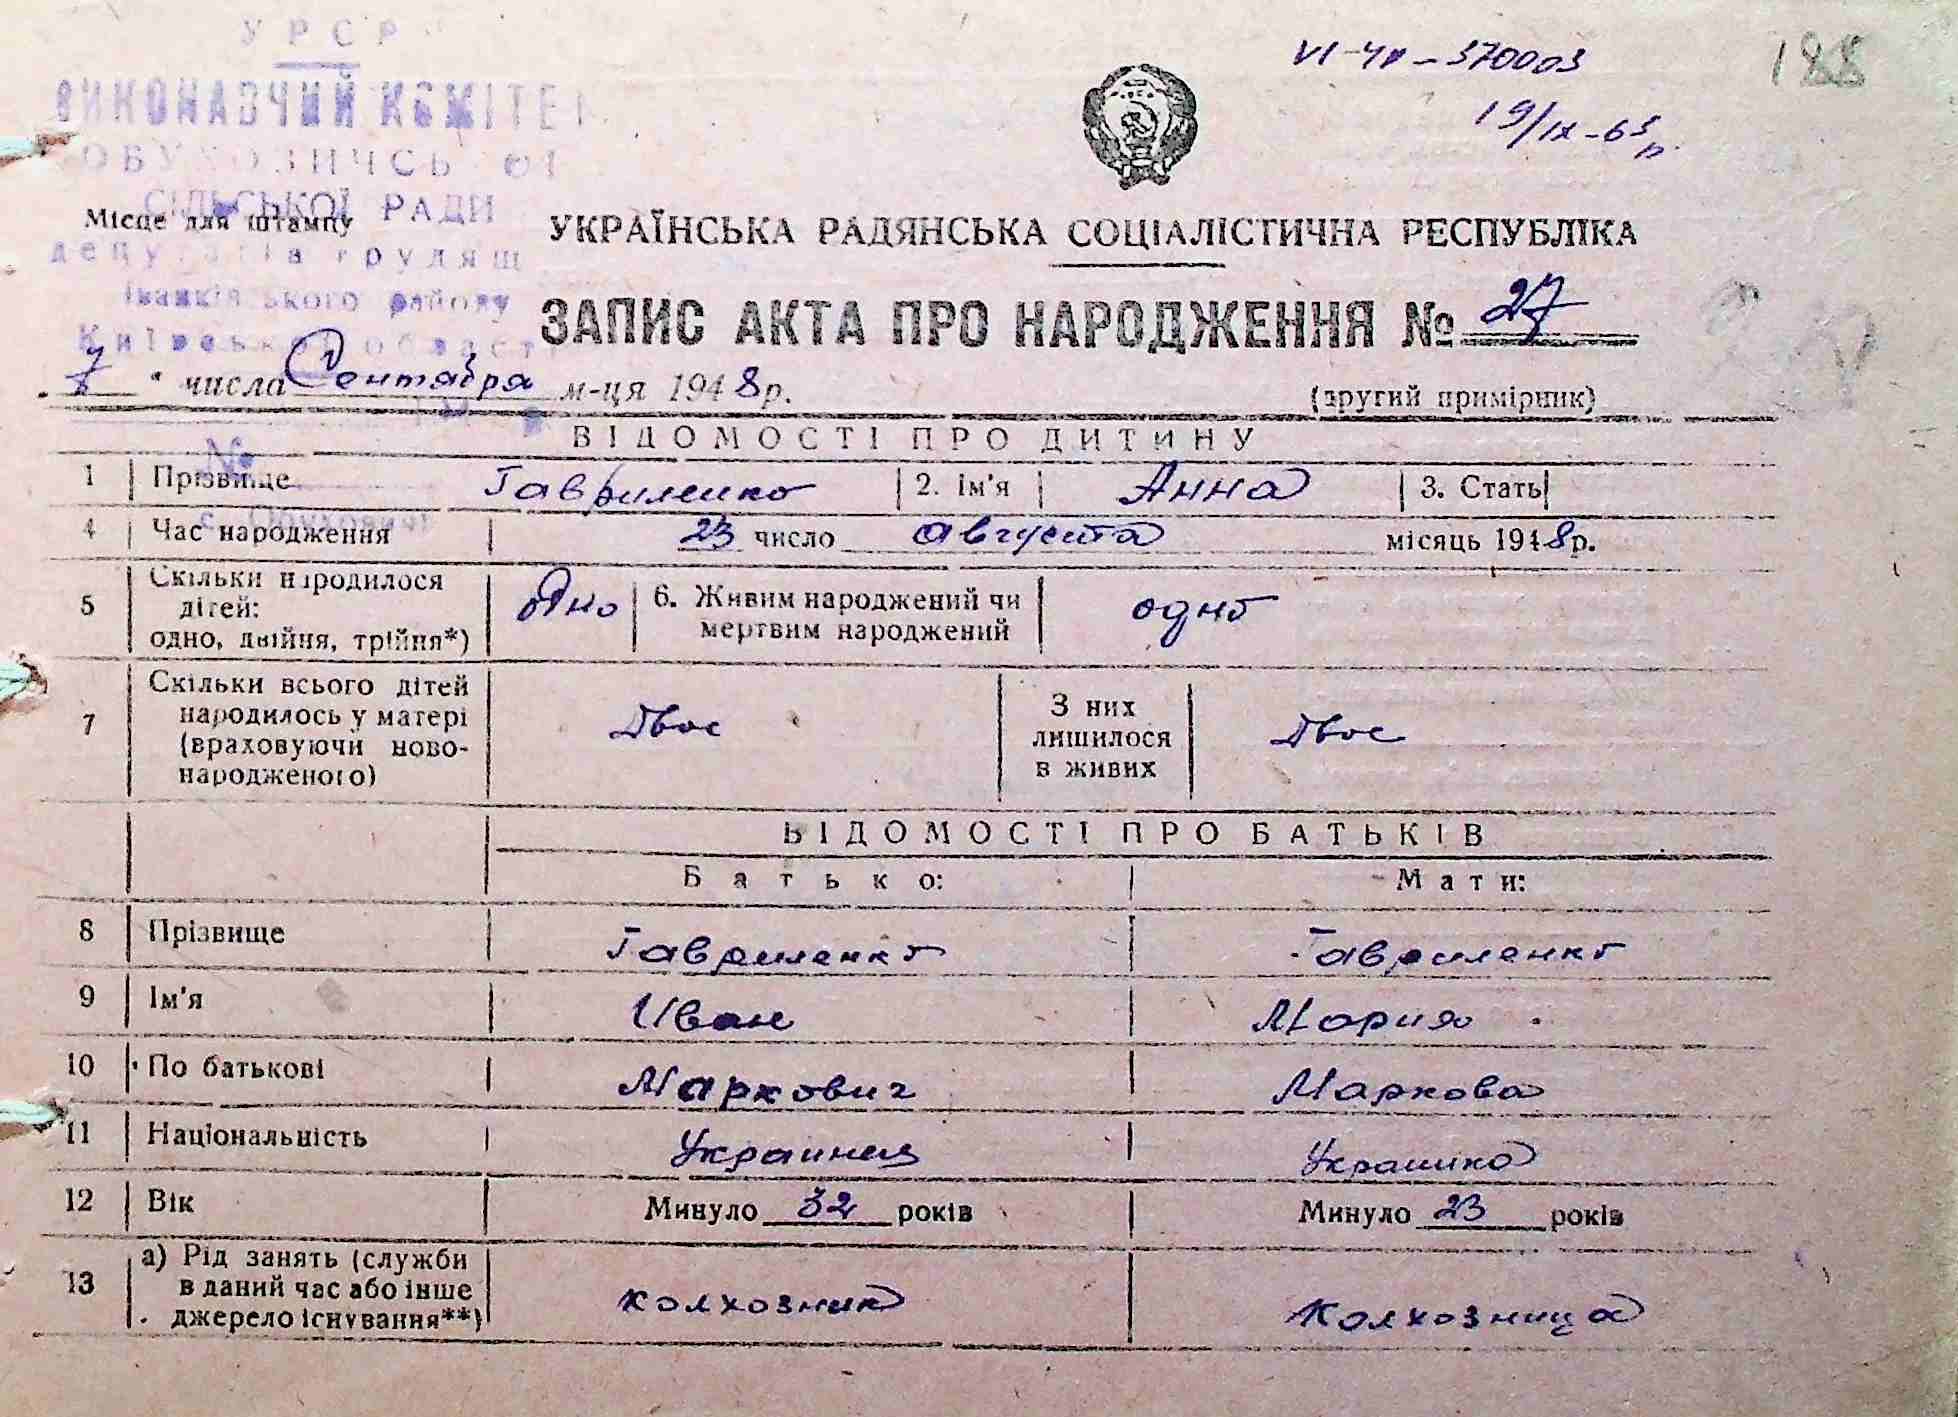 УРСР
ВИКОНАВЧИЙ КОМІТЕТ
VI-ЧП-370003
188
19/IX-63р.
СІЛЬСЬКОЇ РАДИ
Місце для штампу
УКРАЇНСЬКА РАДЯНСЬКА СОЦІАЛІСТИЧНА РЕСПУБЛІКА
депутатів трудящ
Іванківського району
Київської області
ЗАПИС АКТА ПРО НАРОДЖЕННЯ № 27
"7" числа Сентября м-ця 1948р.
(другий примірник)
ВІДОМОСТІ ПРО ДИТИНУ
№
1 Прізвище Гавриленко 2. Ім'я Анна 3. Стать
4 Час народження 23 число августа місяць 1948р.
5 Скільки народилося дітей: одно, двійня, трійня*) одно 6. Живим народжений чи мертвим народжений одно
7 Скільки всього дітей народилось у матері (враховуючи ново-народженого) Двое З них лишилося в живих Двое
ВІДОМОСТІ ПРО БАТЬКІВ
Батько: Мати:
8 Прізвище Гавриленко Гавриленко
9 Ім'я Иван Мария
10 По батькові Маркович Маркова
11 Національність Украинец Украинка
12 Вік Минуло 32 років Минуло 23 років
13 а) Рід занять (служби в даний час або інше джерело існування**) колхозник колхозница